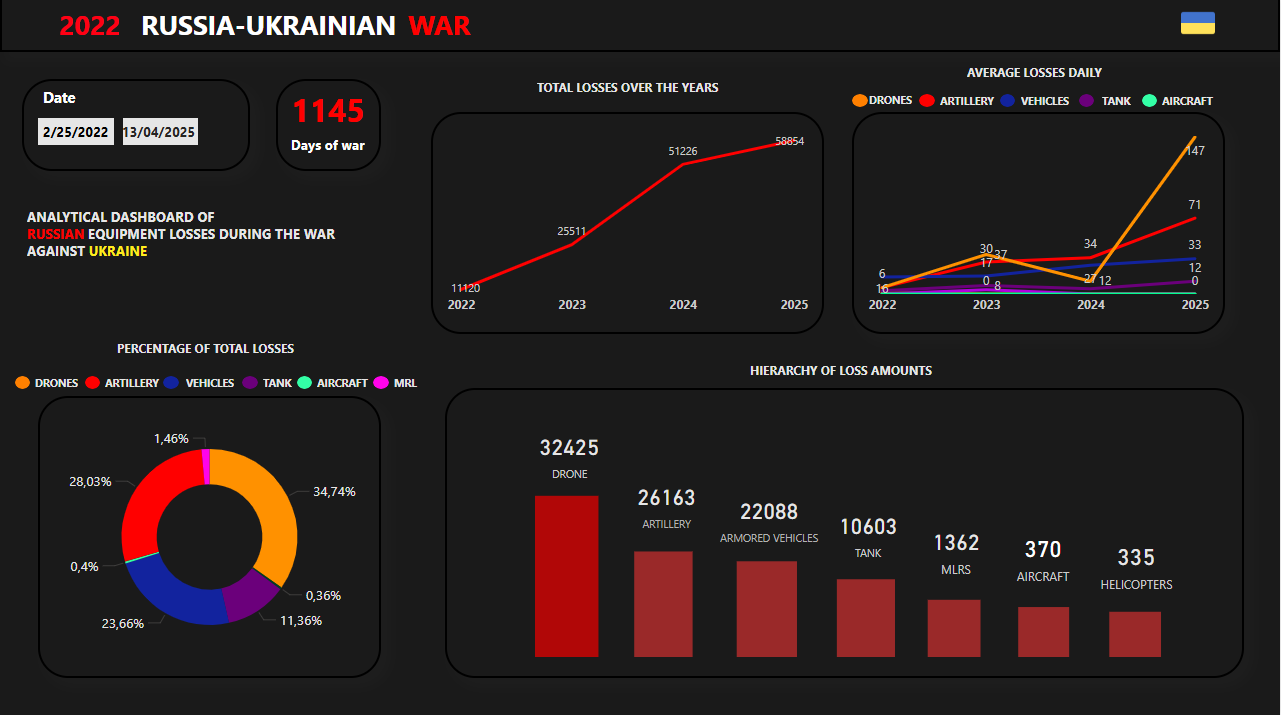 2022 RUSSIA-UKRAINIAN WAR
Date
2/25/2022 13/04/2025
1145
Days of war
ANALYTICAL DASHBOARD OF
RUSSIAN EQUIPMENT LOSSES DURING THE WAR
AGAINST UKRAINE
TOTAL LOSSES OVER THE YEARS
58854
51226
25511
11120
2022 2023 2024 2025
AVERAGE LOSSES DAILY
DRONES ARTILLERY VEHICLES TANK AIRCRAFT
147
71
34
33
30
37
17
12
6
27
12
0
0
8
16
2022 2023 2024 2025
PERCENTAGE OF TOTAL LOSSES
DRONES ARTILLERY VEHICLES TANK AIRCRAFT MRL
1,46%
28,03%
34,74%
0,4%
0,36%
11,36%
23,66%
HIERARCHY OF LOSS AMOUNTS
32425
DRONE
26163
ARTILLERY
22088
ARMORED VEHICLES
10603
TANK
1362
MLRS
370
AIRCRAFT
335
HELICOPTERS